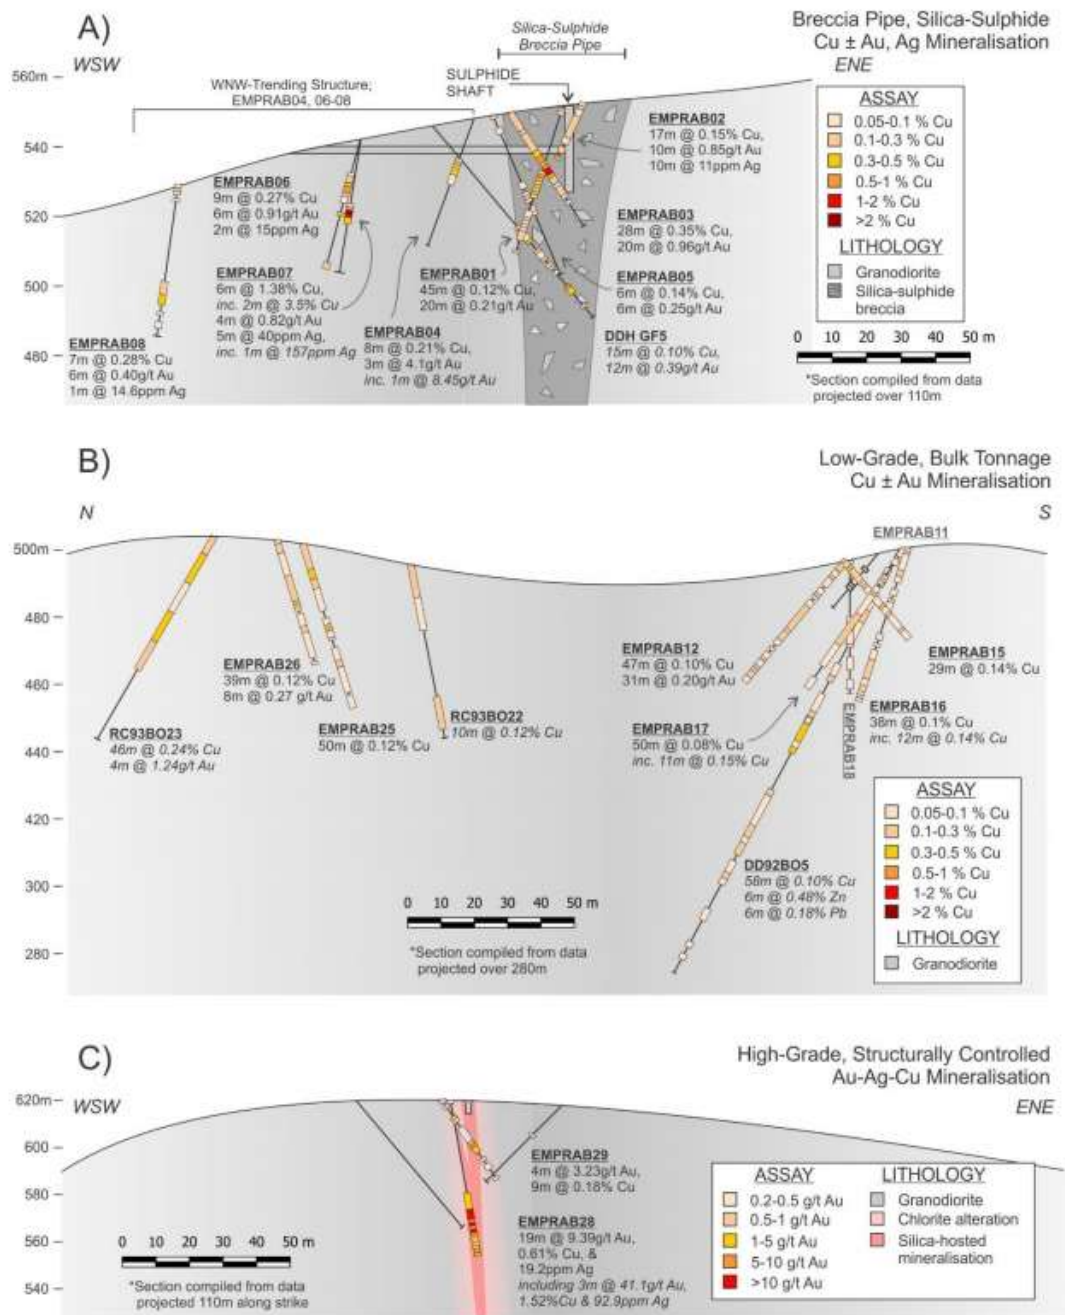 A)
Breccia Pipe, Silica-Sulphide
Cu ± Au, Ag Mineralisation
WSW
ENE
Silica-Sulphide
Breccia Pipe
SULPHIDE
SHAFT
WNW-Trending Structure;
EMPRAB04, 06-08
560m
540
520
500
480
EMPRAB02
17m @ 0.15% Cu,
10m @ 0.85g/t Au
10m @ 11ppm Ag
EMPRAB06
9m @ 0.27% Cu
6m @ 0.91g/t Au
2m @ 15ppm Ag
EMPRAB03
28m @ 0.35% Cu,
20m @ 0.96g/t Au
EMPRAB07
6m @ 1.38% Cu,
inc. 2m @ 3.5% Cu
4m @ 0.82g/t Au
5m @ 40ppm Ag,
inc. 1m @ 157ppm Ag
EMPRAB01
45m @ 0.12% Cu,
20m @ 0.21g/t Au
EMPRAB05
6m @ 0.14% Cu,
6m @ 0.25g/t Au
EMPRAB04
8m @ 0.21% Cu,
3m @ 4.1g/t Au
inc. 1m @ 8.45g/t Au
DDH GF5
15m @ 0.10% Cu,
12m @ 0.39g/t Au
EMPRAB08
7m @ 0.28% Cu
6m @ 0.40g/t Au
1m @ 14.6ppm Ag
ASSAY
0.05-0.1 % Cu
0.1-0.3 % Cu
0.3-0.5 % Cu
0.5-1 % Cu
1-2 % Cu
>2 % Cu
LITHOLOGY
Granodiorite
Silica-sulphide
breccia
0 10 20 30 40 50 m
*Section compiled from data
projected over 110m
B)
Low-Grade, Bulk Tonnage
Cu ± Au Mineralisation
N
S
500m
480
460
440
420
300
280
EMPRAB11
EMPRAB12
47m @ 0.10% Cu
31m @ 0.20g/t Au
EMPRAB15
29m @ 0.14% Cu
EMPRAB26
39m @ 0.12% Cu
8m @ 0.27 g/t Au
EMPRAB16
38m @ 0.1% Cu
inc. 12m @ 0.14% Cu
RC93BO23
46m @ 0.24% Cu
4m @ 1.24g/t Au
EMPRAB25
50m @ 0.12% Cu
RC93BO22
10m @ 0.12% Cu
EMPRAB17
50m @ 0.08% Cu
inc. 11m @ 0.15% Cu
EMPRAB18
DD92BO5
58m @ 0.10% Cu
6m @ 0.48% Zn
6m @ 0.18% Pb
ASSAY
0.05-0.1 % Cu
0.1-0.3 % Cu
0.3-0.5 % Cu
0.5-1 % Cu
1-2 % Cu
>2 % Cu
LITHOLOGY
Granodiorite
0 10 20 30 40 50 m
*Section compiled from data
projected over 280m
C)
High-Grade, Structurally Controlled
Au-Ag-Cu Mineralisation
WSW
ENE
620m
600
580
560
540
EMPRAB29
4m @ 3.23g/t Au,
9m @ 0.18% Cu
EMPRAB28
19m @ 9.39g/t Au,
0.61% Cu, &
19.2ppm Ag
including 3m @ 41.1g/t Au,
1.52%Cu & 92.9ppm Ag
ASSAY
0.2-0.5 g/t Au
0.5-1 g/t Au
1-5 g/t Au
5-10 g/t Au
>10 g/t Au
LITHOLOGY
Granodiorite
Chlorite alteration
Silica-hosted
mineralisation
0 10 20 30 40 50 m
*Section compiled from data
projected 110m along strike